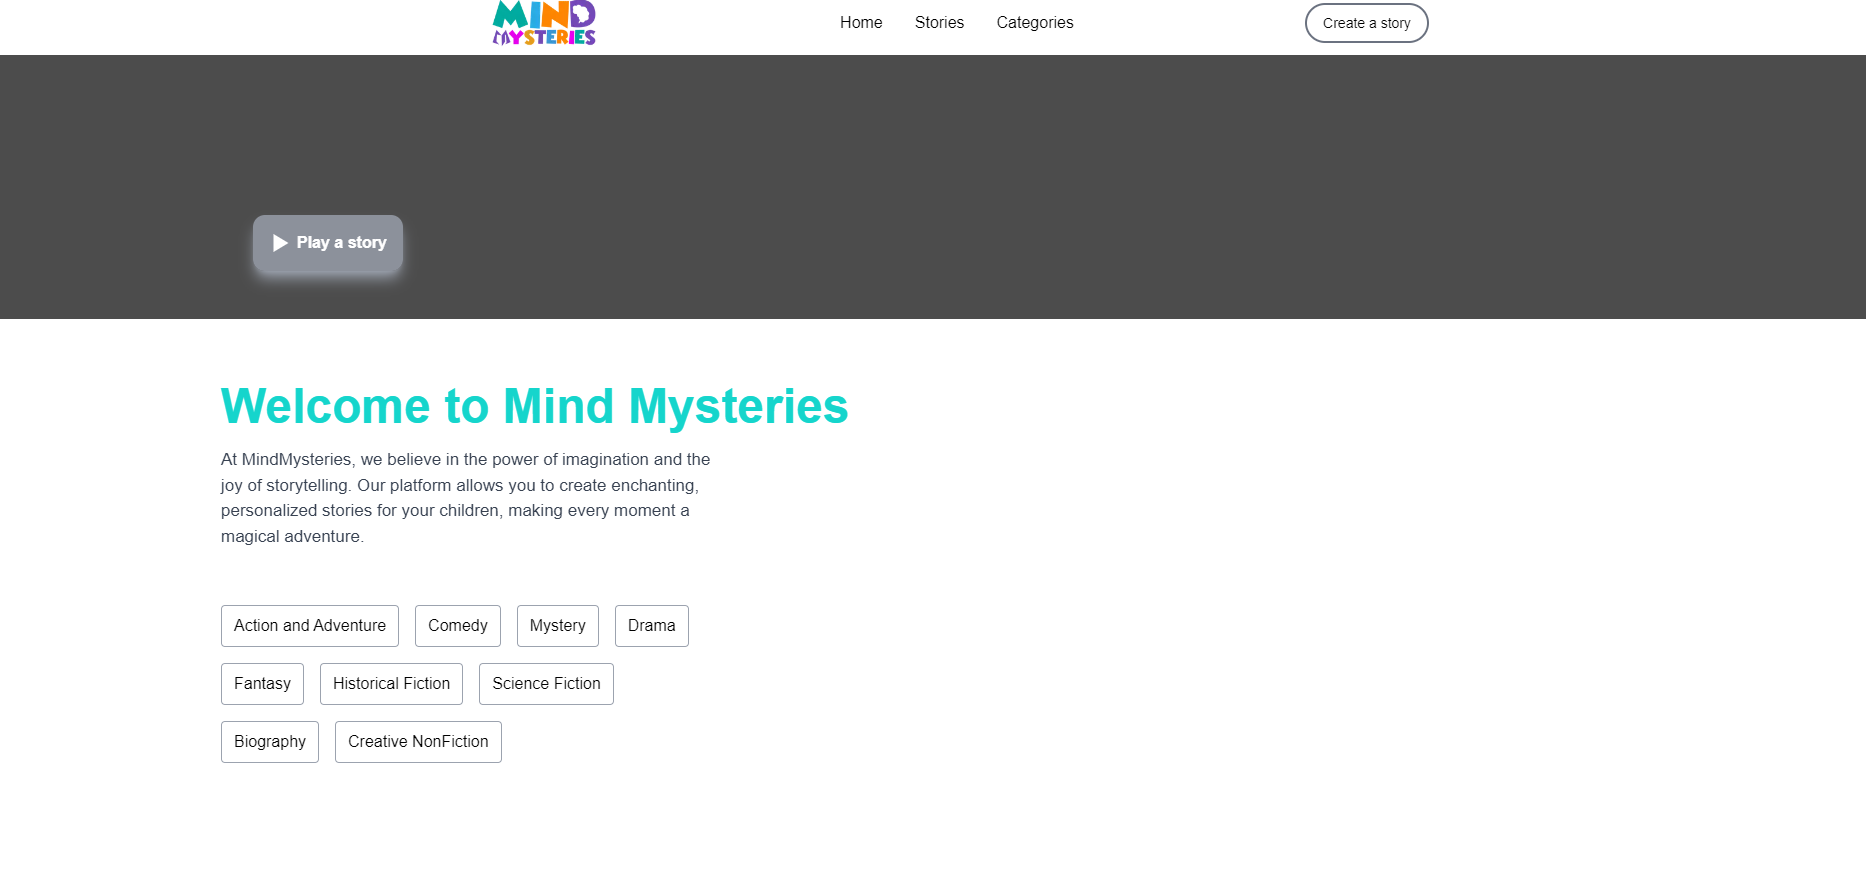 MIND
MYSTERIES
Home Stories Categories
Create a story
Play a story
Welcome to Mind Mysteries
At MindMysteries, we believe in the power of imagination and the
joy of storytelling. Our platform allows you to create enchanting,
personalized stories for your children, making every moment a
magical adventure.
Action and Adventure Comedy Mystery Drama
Fantasy Historical Fiction Science Fiction
Biography Creative NonFiction